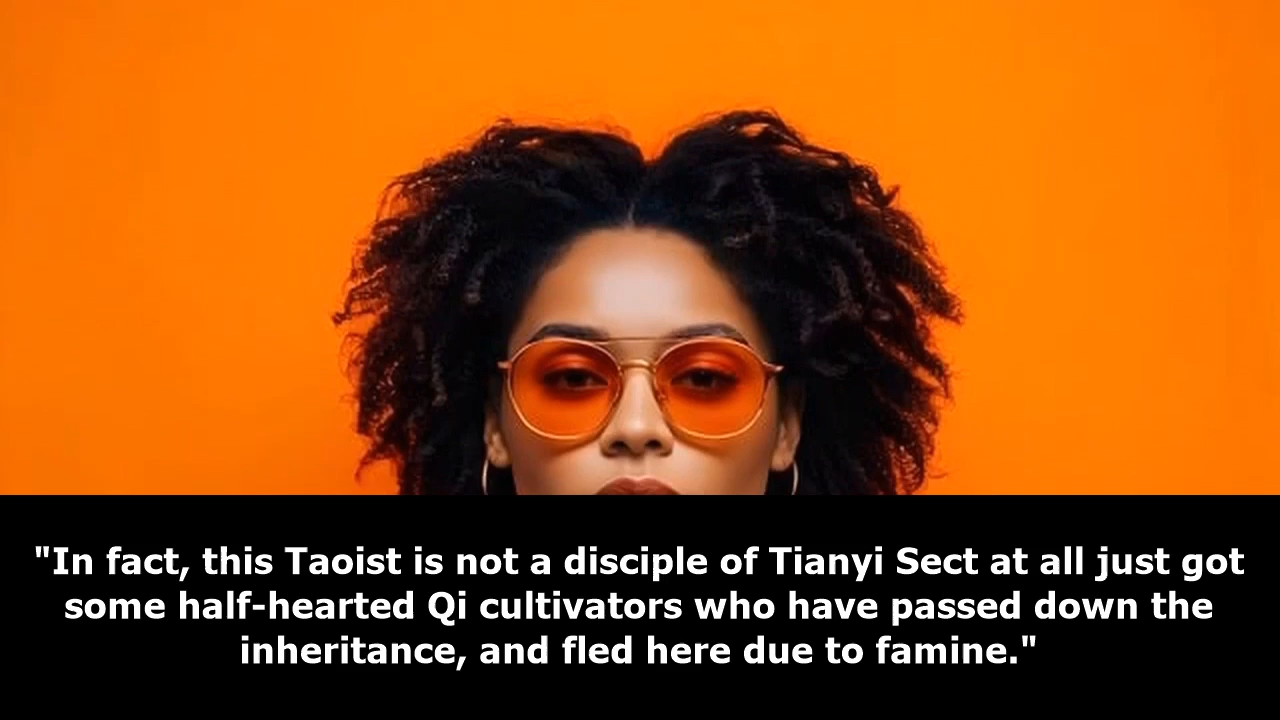 "In fact, this Taoist is not a disciple of Tianyi Sect at all just got
some half-hearted Qi cultivators who have passed down the
inheritance, and fled here due to famine."